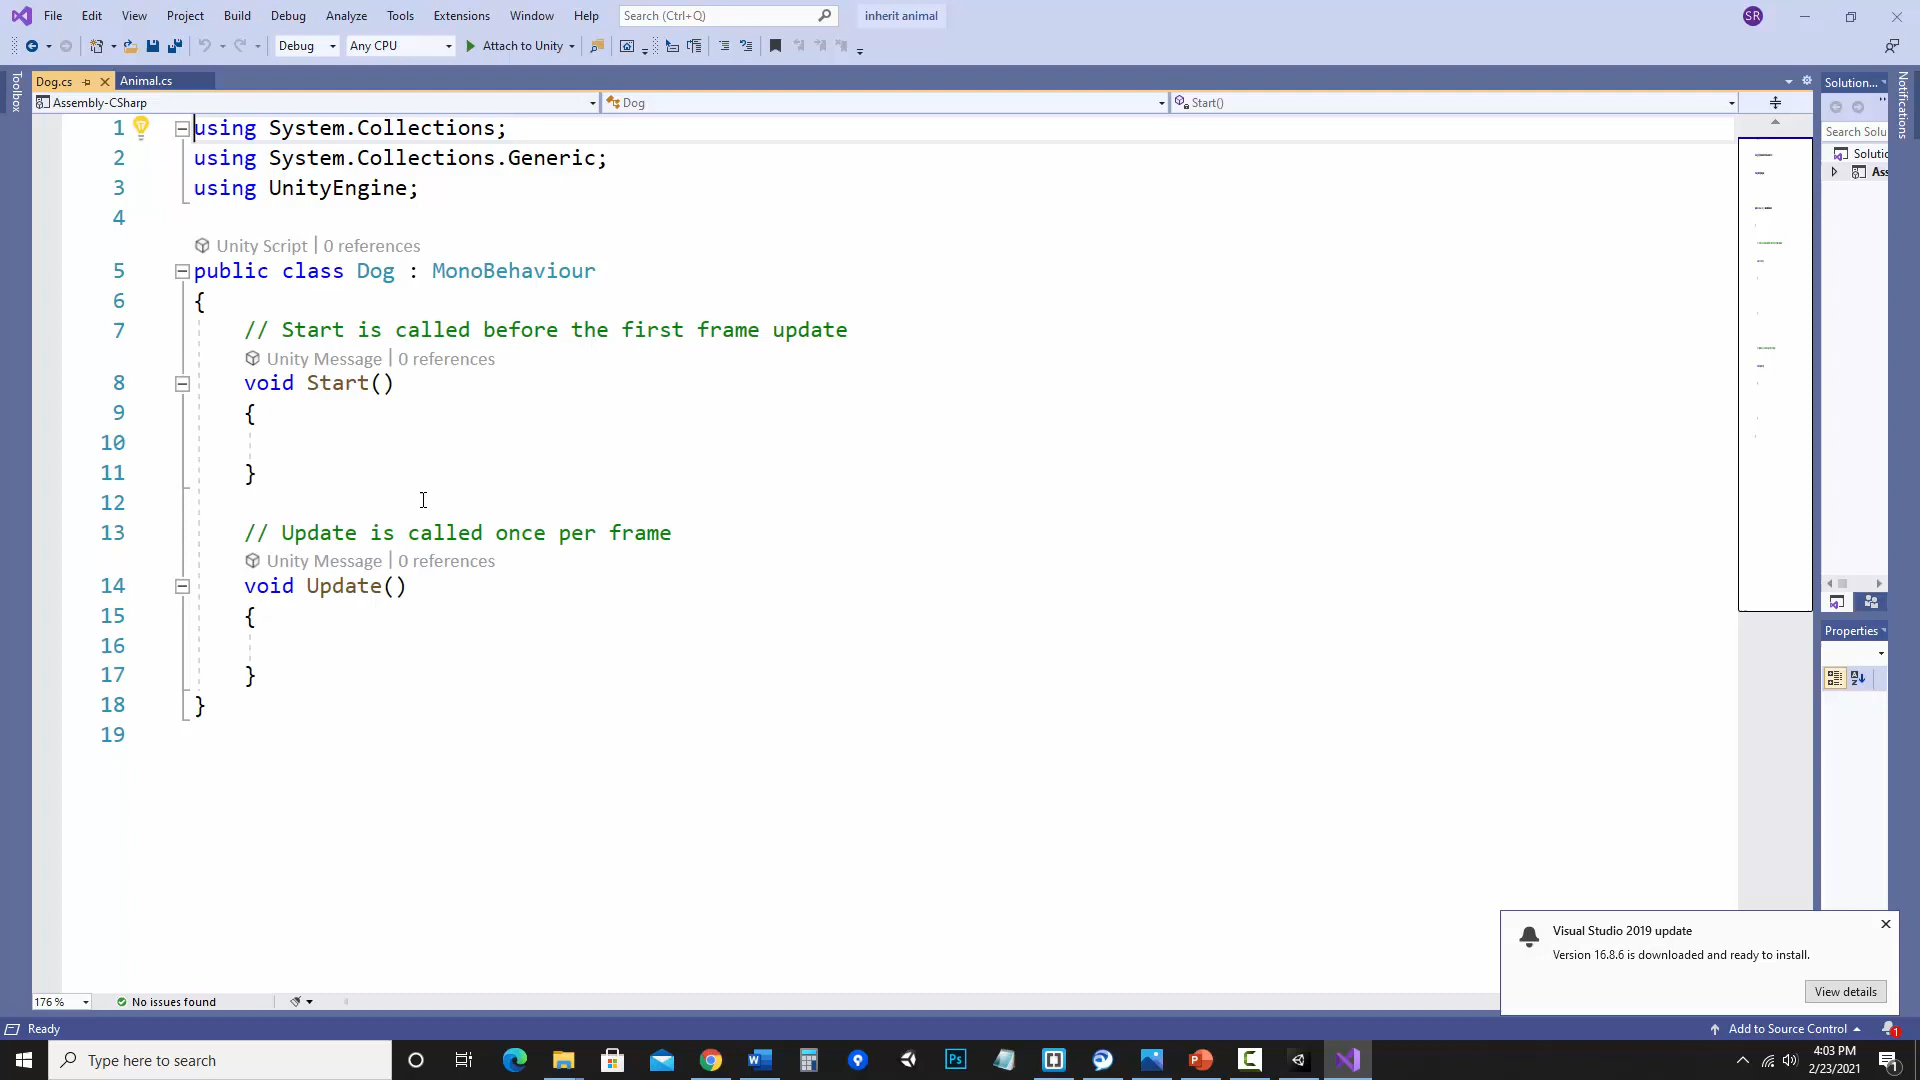 File Edit View Project Build Debug Analyze Tools Extensions Window Help Search (Ctrl+Q) inherit animal SR
Debug Any CPU Attach to Unity
Toolbox
Dog.cs Animal.cs
Assembly-CSharp Dog Start()
1 using System.Collections;
2 using System.Collections.Generic;
3 using UnityEngine;
4
Unity Script | 0 references
5 public class Dog : MonoBehaviour
6 {
7 // Start is called before the first frame update
Unity Message | 0 references
8 void Start()
9 {
10
11 }
12
13 // Update is called once per frame
Unity Message | 0 references
14 void Update()
15 {
16
17 }
18 }
19
Solution...
Search Solu
Solutio
Ass
Properties
Notifications
Visual Studio 2019 update
Version 16.8.6 is downloaded and ready to install.
View details
176 % No issues found
Ready Add to Source Control 1
Type here to search
4:03 PM
2/23/2021
1